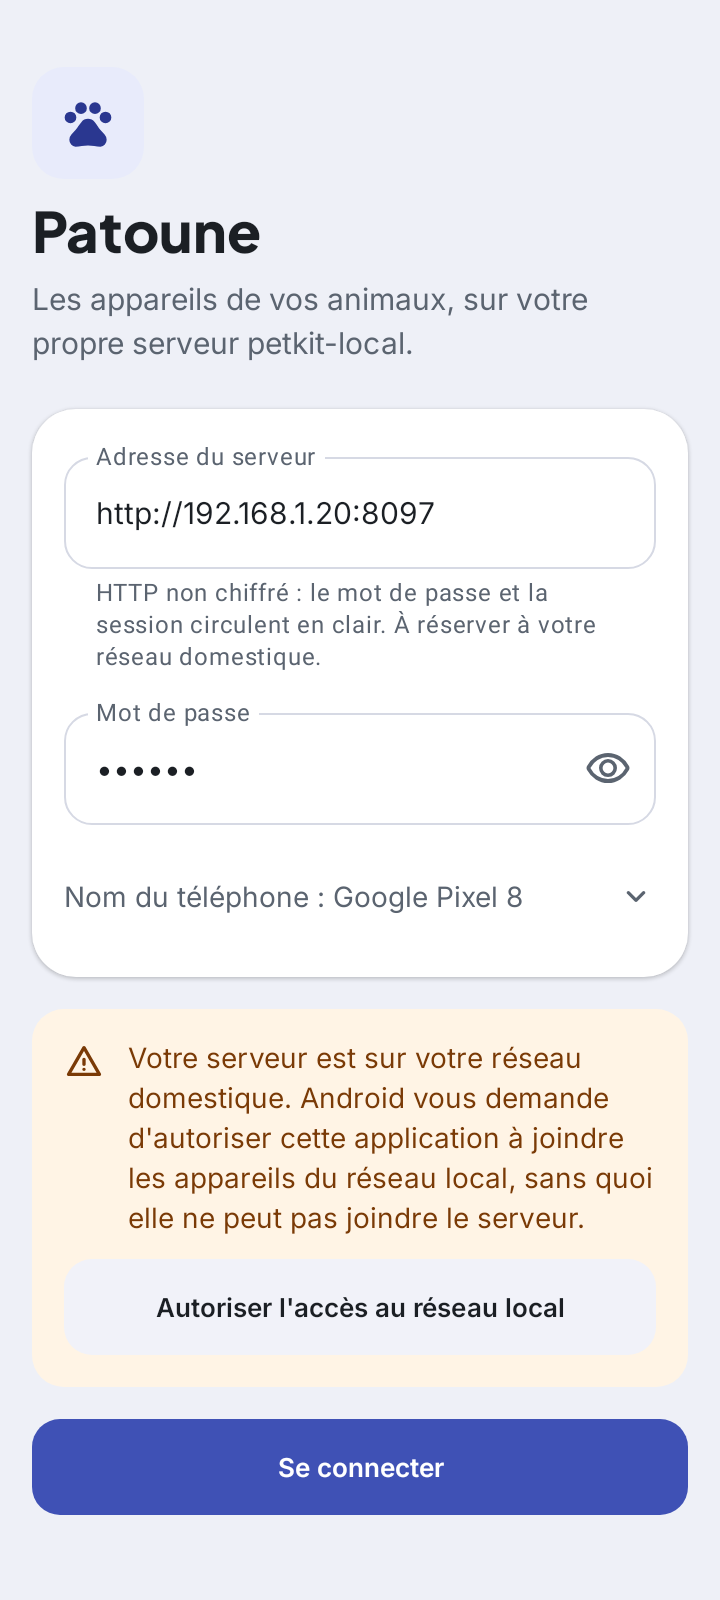 Patoune
Les appareils de vos animaux, sur votre
propre serveur petkit-local.
Adresse du serveur
http://192.168.1.20:8097
HTTP non chiffré : le mot de passe et la
session circulent en clair. À réserver à votre
réseau domestique.
Mot de passe
••••••
Nom du téléphone : Google Pixel 8
Votre serveur est sur votre réseau
domestique. Android vous demande
d'autoriser cette application à joindre
les appareils du réseau local, sans quoi
elle ne peut pas joindre le serveur.
Autoriser l'accès au réseau local
Se connecter